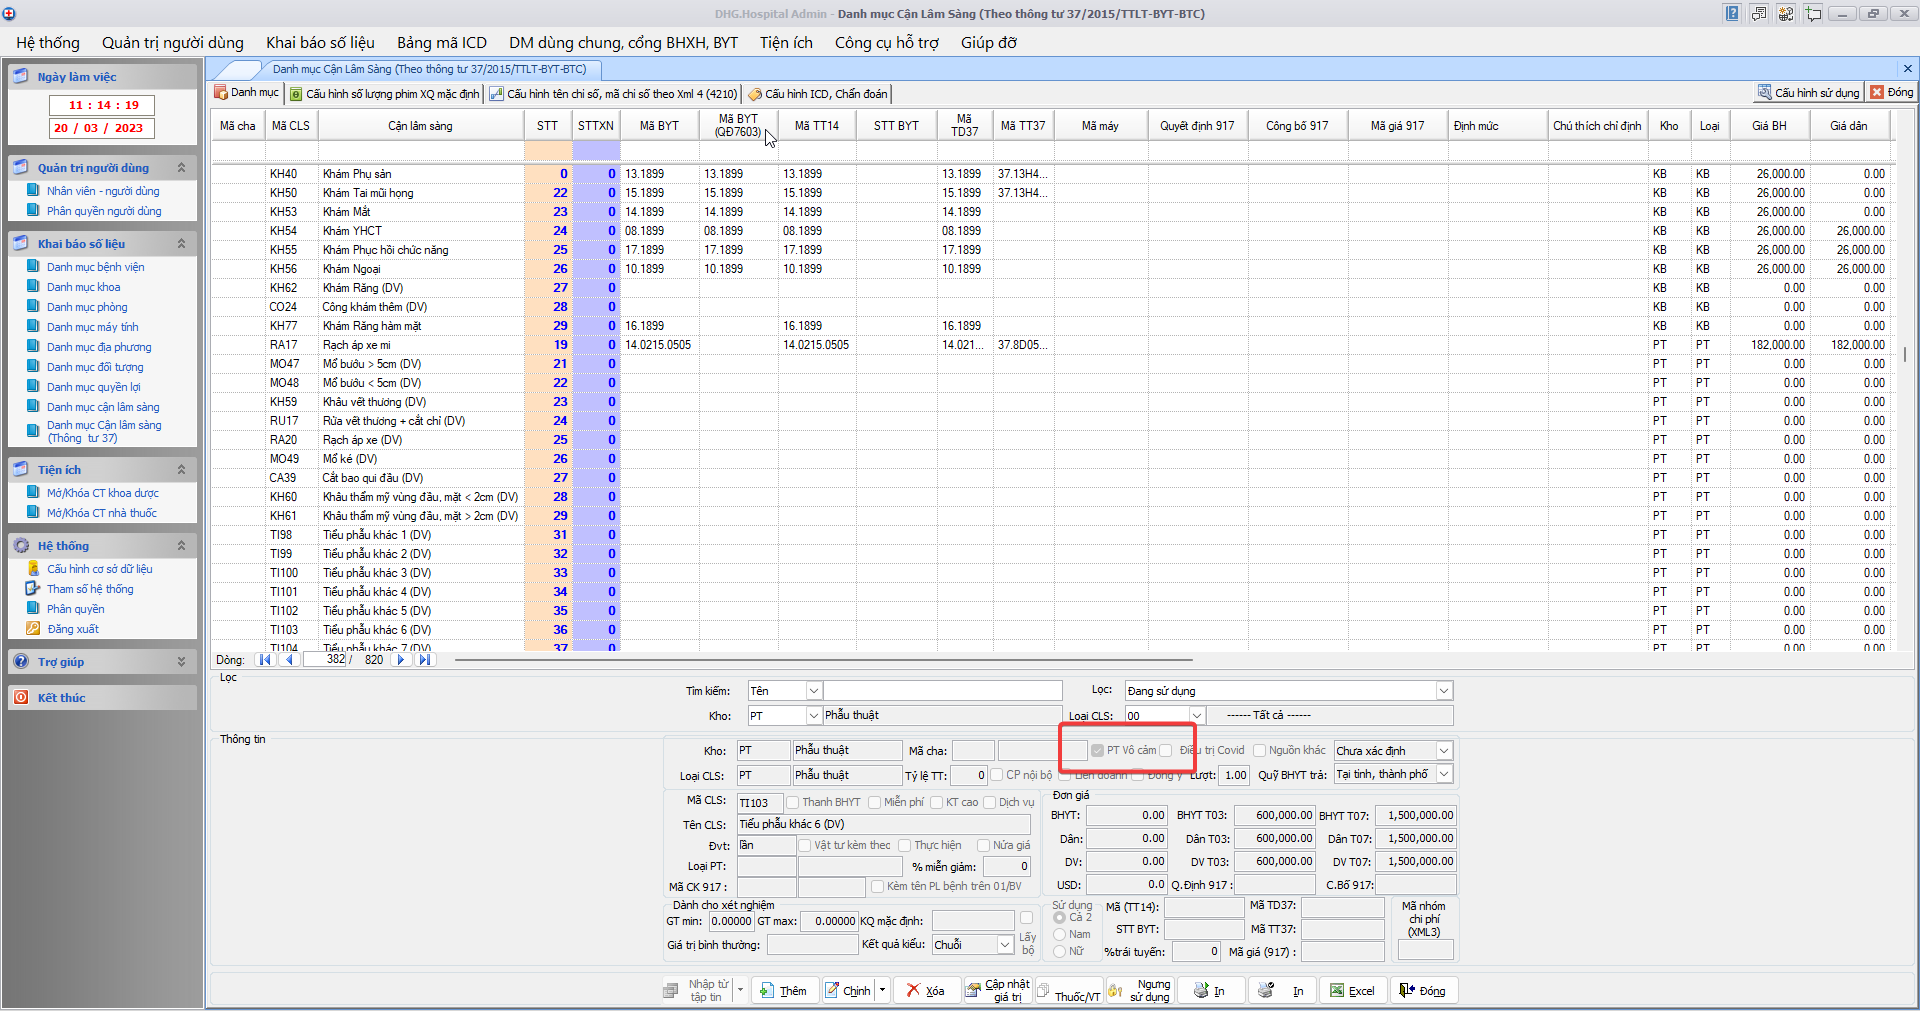 DHG.Hospital Admin - Danh mục Cận Lâm Sàng (Theo thông tư 37/2015/TTLT-BYT-BTC)
Hệ thống Quản trị người dùng Khai báo số liệu Bảng mã ICD DM dùng chung, cổng BHXH, BYT Tiện ích Công cụ hỗ trợ Giúp đỡ
Ngày làm việc
11 : 14 : 19
20 / 03 / 2023
Quản trị người dùng
Nhân viên - người dùng
Phân quyền người dùng
Khai báo số liệu
Danh mục bệnh viện
Danh mục khoa
Danh mục phòng
Danh mục máy tính
Danh mục địa phương
Danh mục đối tượng
Danh mục quyền lợi
Danh mục cận lâm sàng
Danh mục Cận lâm sàng
(Thông tư 37)
Tiện ích
Mở/Khóa CT khoa dược
Mở/Khóa CT nhà thuốc
Hệ thống
Cấu hình cơ sở dữ liệu
Tham số hệ thống
Phân quyền
Đăng xuất
Trợ giúp
Kết thúc
Danh mục Cận Lâm Sàng (Theo thông tư 37/2015/TTLT-BYT-BTC)
Danh mục Cấu hình số lượng phim XQ mặc định Cấu hình tên chỉ số, mã chỉ số theo Xml 4 (4210) Cấu hình ICD, Chẩn đoán Cấu hình sử dụng Đóng
Mã cha Mã CLS Cận lâm sàng STT STTXN Mã BYT Mã BYT (QĐ7603) Mã TT14 STT BYT Mã TD37 Mã TT37 Mã máy Quyết định 917 Công bố 917 Mã giá 917 Định mức Chú thích chỉ định Kho Loại Giá BH Giá dân
KH40 Khám Phụ sản 0 0 13.1899 13.1899 13.1899 13.1899 37.13H4... KB KB 26,000.00 0.00
KH50 Khám Tai mũi họng 22 0 15.1899 15.1899 15.1899 15.1899 37.13H4... KB KB 26,000.00 0.00
KH53 Khám Mắt 23 0 14.1899 14.1899 14.1899 14.1899 KB KB 26,000.00 0.00
KH54 Khám YHCT 24 0 08.1899 08.1899 08.1899 08.1899 KB KB 26,000.00 26,000.00
KH55 Khám Phục hồi chức năng 25 0 17.1899 17.1899 17.1899 17.1899 KB KB 26,000.00 26,000.00
KH56 Khám Ngoại 26 0 10.1899 10.1899 10.1899 10.1899 KB KB 26,000.00 26,000.00
KH62 Khám Răng (DV) 27 0 KB KB 0.00 0.00
CO24 Công khám thêm (DV) 28 0 KB KB 0.00 0.00
KH77 Khám Răng hàm mặt 29 0 16.1899 16.1899 16.1899 KB KB 0.00 0.00
RA17 Rạch áp xe mi 19 0 14.0215.0505 14.0215.0505 14.021... 37.8D05... PT PT 182,000.00 182,000.00
MO47 Mổ bướu > 5cm (DV) 21 0 PT PT 0.00 0.00
MO48 Mổ bướu < 5cm (DV) 22 0 PT PT 0.00 0.00
KH59 Khâu vết thương (DV) 23 0 PT PT 0.00 0.00
RU17 Rửa vết thương + cắt chỉ (DV) 24 0 PT PT 0.00 0.00
RA20 Rạch áp xe (DV) 25 0 PT PT 0.00 0.00
MO49 Mổ ké (DV) 26 0 PT PT 0.00 0.00
CA39 Cắt bao qui đầu (DV) 27 0 PT PT 0.00 0.00
KH60 Khâu thẩm mỹ vùng đầu, mặt < 2cm (DV) 28 0 PT PT 0.00 0.00
KH61 Khâu thẩm mỹ vùng đầu, mặt > 2cm (DV) 29 0 PT PT 0.00 0.00
TI98 Tiểu phẫu khác 1 (DV) 31 0 PT PT 0.00 0.00
TI99 Tiểu phẫu khác 2 (DV) 32 0 PT PT 0.00 0.00
TI100 Tiểu phẫu khác 3 (DV) 33 0 PT PT 0.00 0.00
TI101 Tiểu phẫu khác 4 (DV) 34 0 PT PT 0.00 0.00
TI102 Tiểu phẫu khác 5 (DV) 35 0 PT PT 0.00 0.00
TI103 Tiểu phẫu khác 6 (DV) 36 0 PT PT 0.00 0.00
TI104 Tiểu phẫu khác 7 (DV) 37 0 PT PT 0.00 0.00
Dòng: 382 / 820
Lọc
Tìm kiếm: Tên Lọc: Đang sử dụng
Kho: PT Phẫu thuật Loại CLS: 00 ------ Tất cả ------
Thông tin
Kho: PT Phẫu thuật Mã cha: PT Vô cảm Điều trị Covid Nguồn khác Chưa xác định
Loại CLS: PT Phẫu thuật Tỷ lệ TT: 0 CP nội bộ Liên doanh Đông y Lượt: 1.00 Quỹ BHYT trả: Tại tỉnh, thành phố
Mã CLS: TI103 Thanh BHYT Miễn phí KT cao Dịch vụ
Tên CLS: Tiểu phẫu khác 6 (DV)
Đvt: lần Vật tư kèm theo Thực hiện Nửa giá
Loại PT: % miễn giảm: 0
Mã CK 917 : Kèm tên PL bệnh trên 01/BV
Đơn giá
BHYT: 0.00 BHYT T03: 600,000.00 BHYT T07: 1,500,000.00
Dân: 0.00 Dân T03: 600,000.00 Dân T07: 1,500,000.00
DV: 0.00 DV T03: 600,000.00 DV T07: 1,500,000.00
USD: 0.0 Q.Định 917 : C.Bố 917:
Dành cho xét nghiệm
GT min: 0.00000 GT max: 0.00000 KQ mặc định:
Giá trị bình thường: Kết quả kiểu: Chuỗi Lấy bộ
Sử dụng
Cả 2
Nam
Nữ
Mã (TT14): Mã TD37:
STT BYT: Mã TT37:
%trái tuyến: 0 Mã giá (917) :
Mã nhóm
chi phí
(XML3)
Nhập từ tập tin Thêm Chỉnh Xóa Cập nhật giá trị Thuốc/VT Ngưng sử dụng In In Excel Đóng